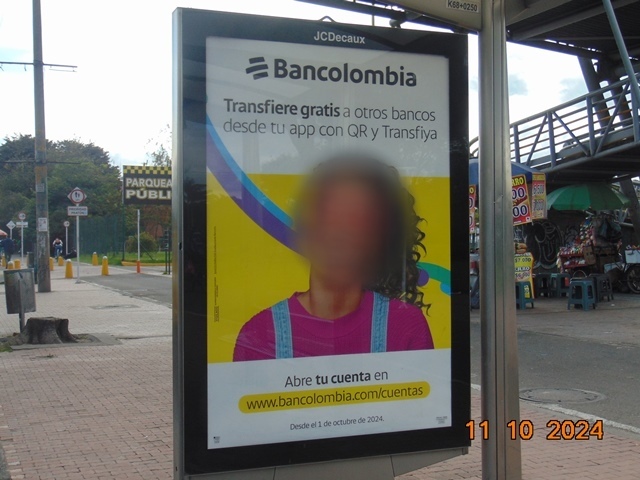 K68+0250
JCDecaux
Bancolombia
Transfiere gratis a otros bancos
desde tu app con QR y Transfiya
PARQUEA
PÚBLI
Abre tu cuenta en
www.bancolombia.com/cuentas
Desde el 1 de octubre de 2024.
11 10 2024